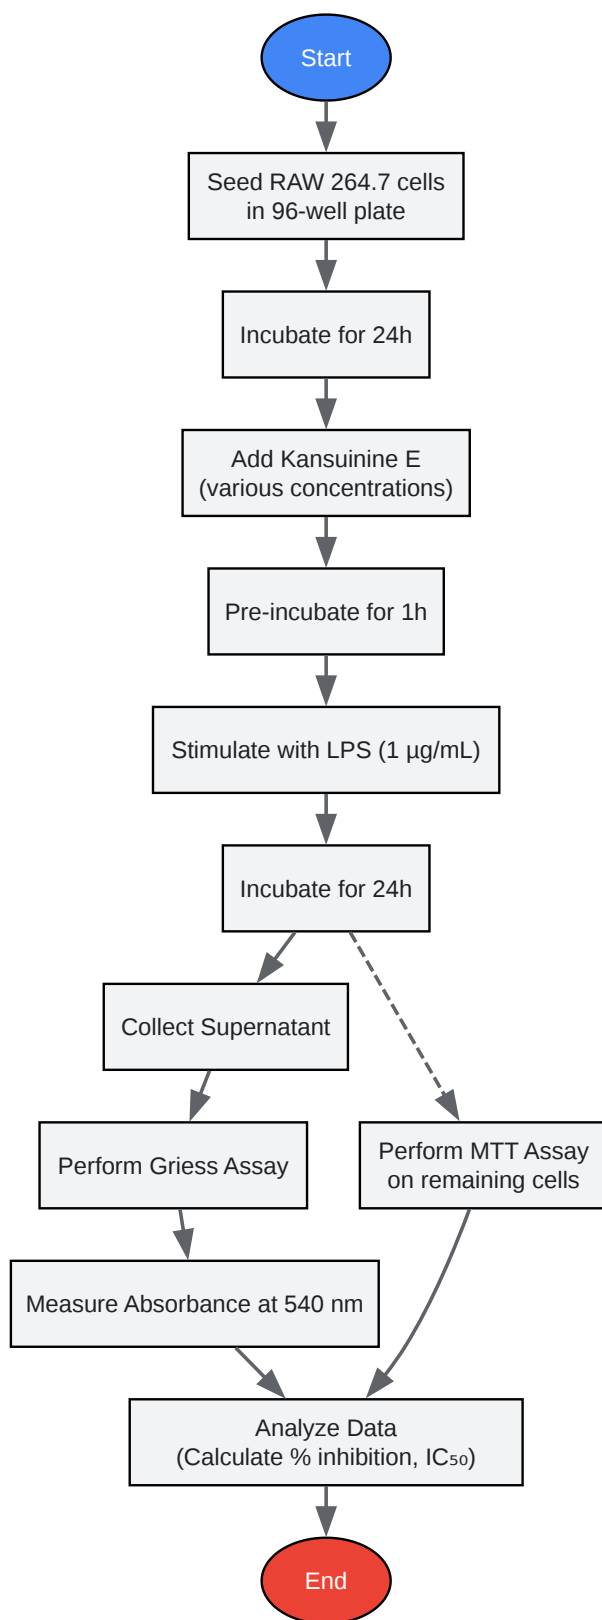 Start
Seed RAW 264.7 cells
in 96-well plate
Incubate for 24h
Add Kansuinine E
(various concentrations)
Pre-incubate for 1h
Stimulate with LPS (1 µg/mL)
Incubate for 24h
Collect Supernatant
Perform Griess Assay
Perform MTT Assay
on remaining cells
Measure Absorbance at 540 nm
Analyze Data
(Calculate % inhibition, IC₅₀)
End